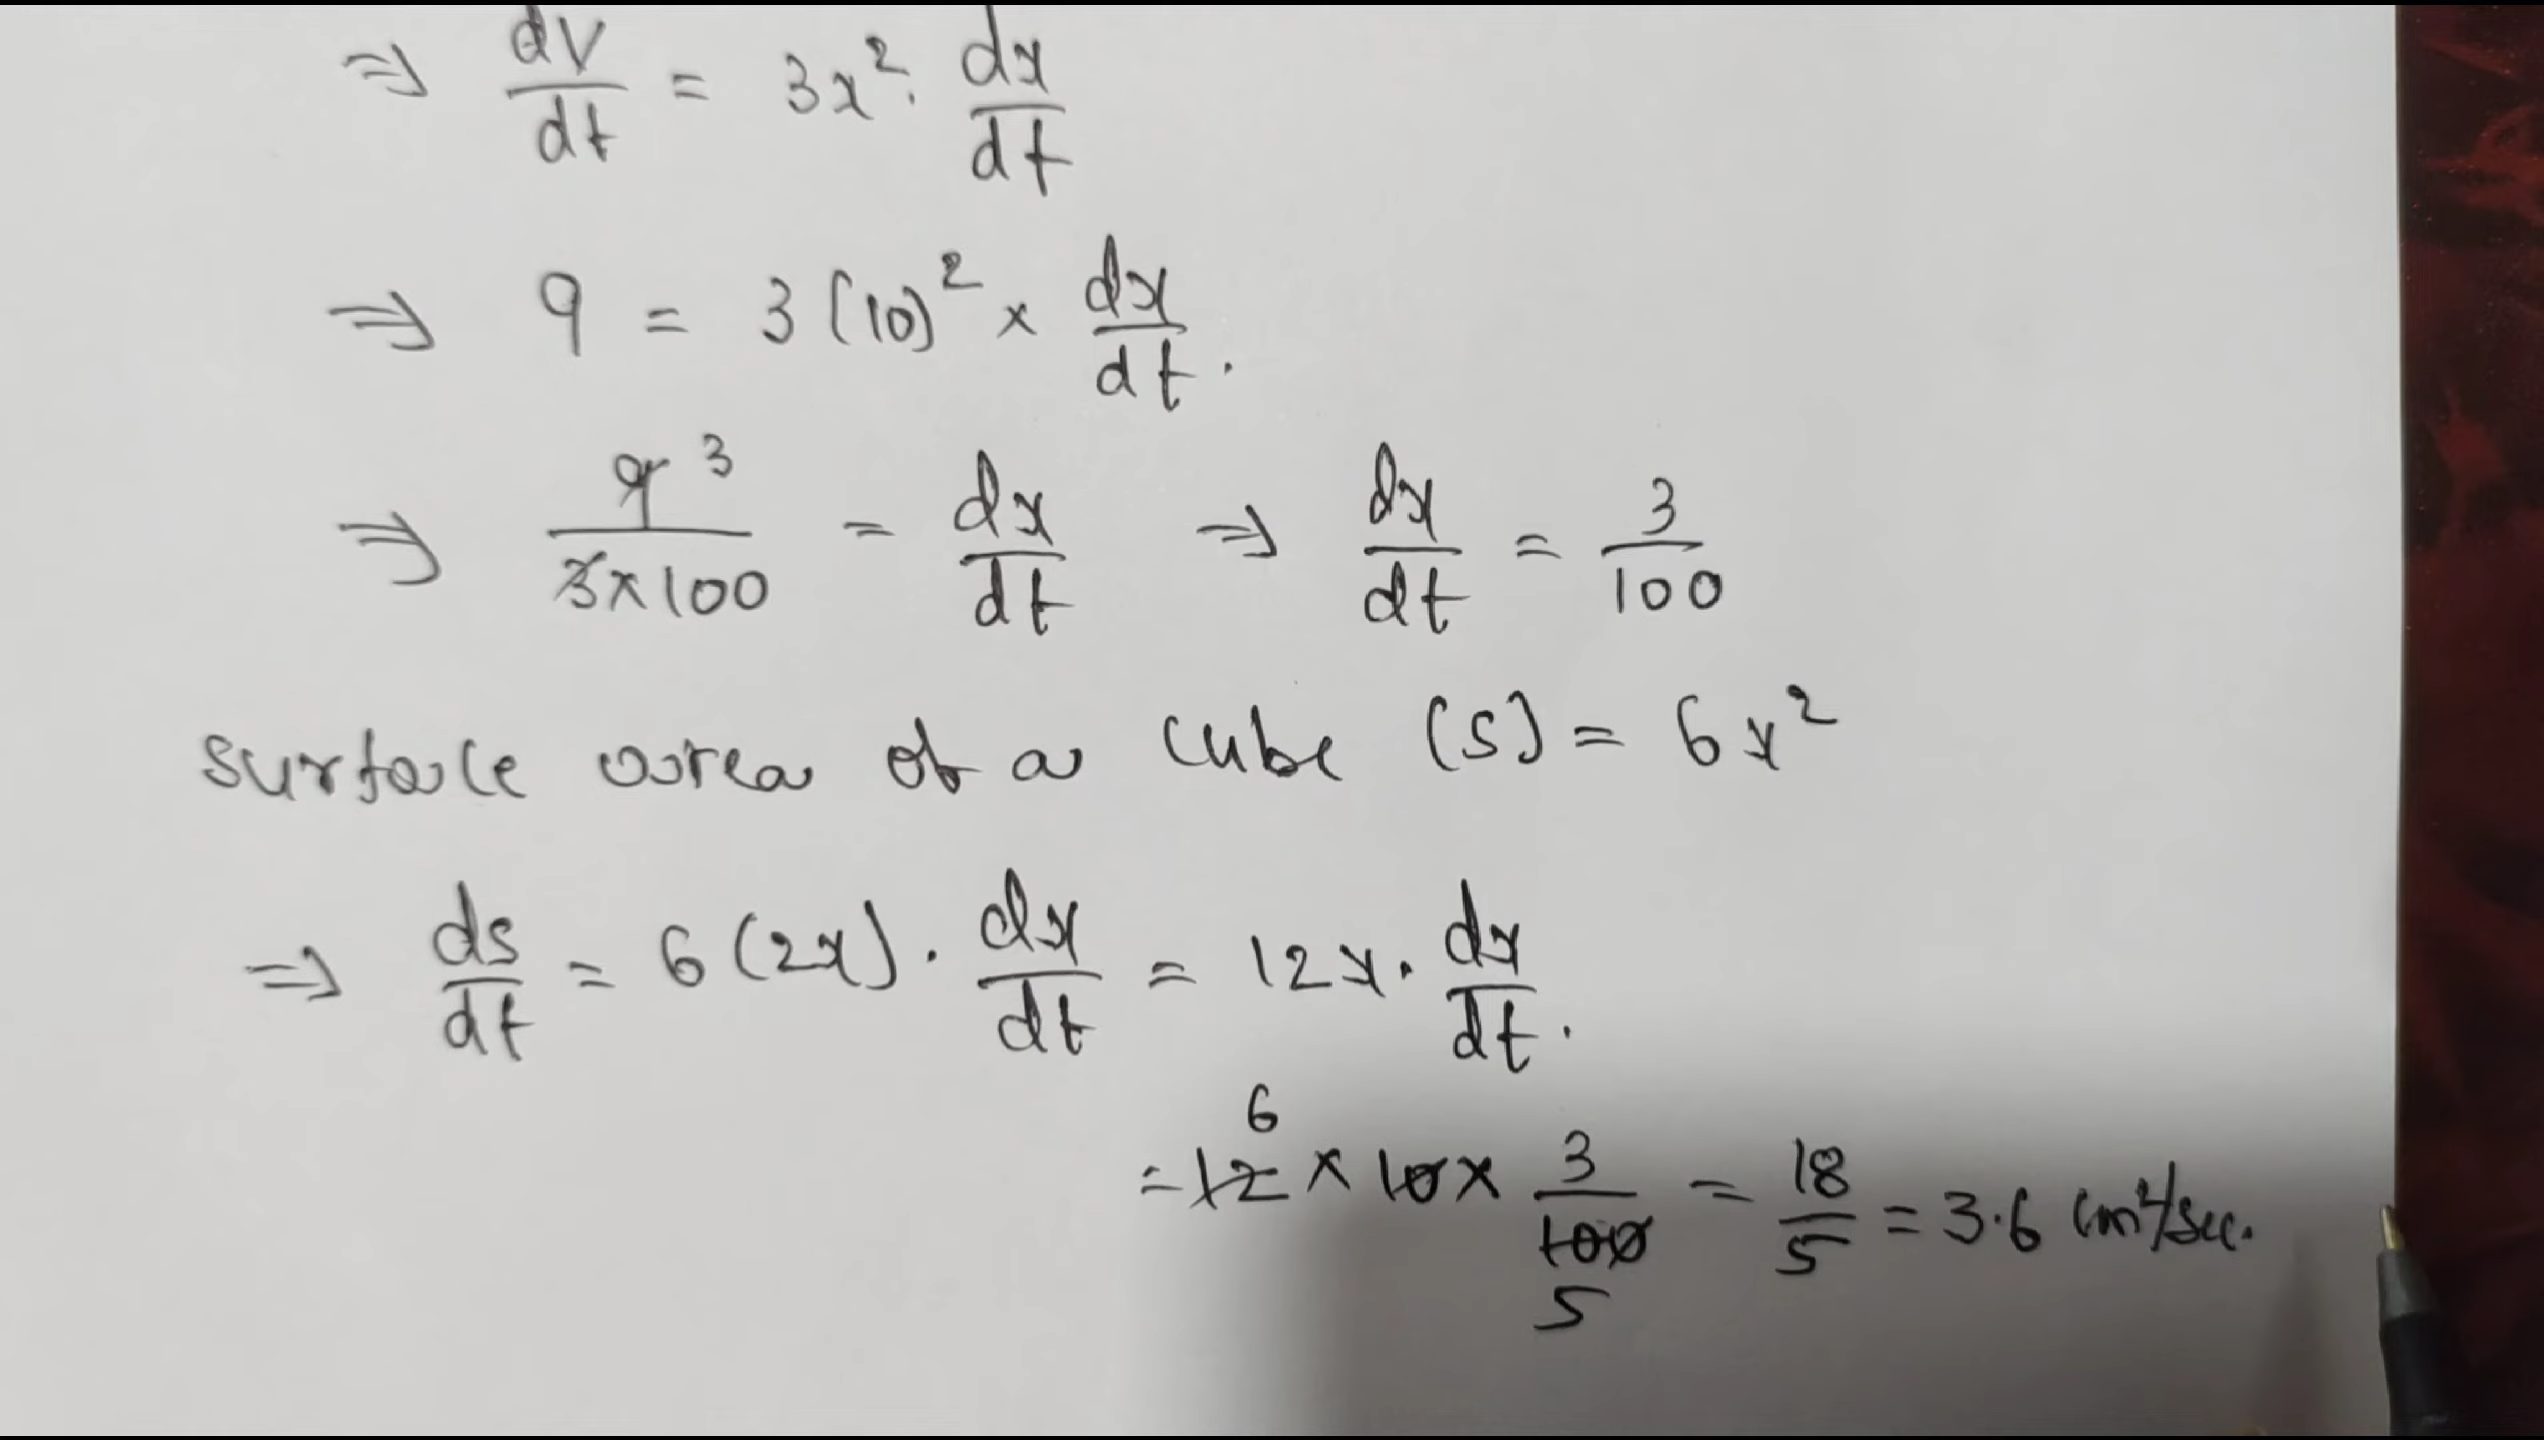 ⇒ dV/dt = 3x². dx/dt
⇒ 9 = 3(10)² × dx/dt.
⇒ 9 3/3×100 = dx/dt ⇒ dx/dt = 3/100
surface area of a cube (S) = 6x²
⇒ ds/dt = 6(2x). dx/dt = 12x. dx/dt.
6
= 12 × 10 × 3/100 = 18/5 = 3.6 cm²/sec.
5